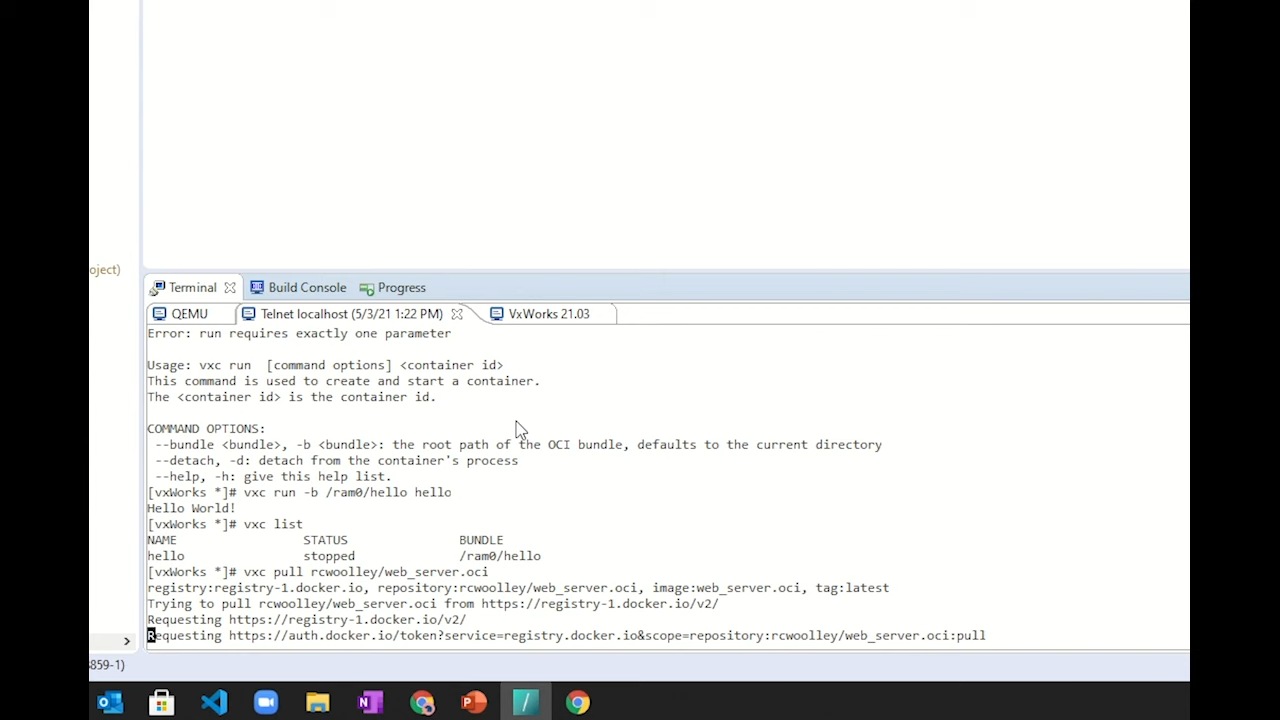 oject)
Terminal
Build Console
Progress
QEMU
Telnet localhost (5/3/21 1:22 PM)
VxWorks 21.03
Error: run requires exactly one parameter
Usage: vxc run  [command options] <container id>
This command is used to create and start a container.
The <container id> is the container id.
COMMAND OPTIONS:
--bundle <bundle>, -b <bundle>: the root path of the OCI bundle, defaults to the current directory
--detach, -d: detach from the container's process
--help, -h: give this help list.
[vxWorks *]# vxc run -b /ram0/hello hello
Hello World!
[vxWorks *]# vxc list
NAME STATUS BUNDLE
hello stopped /ram0/hello
[vxWorks *]# vxc pull rcwoolley/web_server.oci
registry:registry-1.docker.io, repository:rcwoolley/web_server.oci, image:web_server.oci, tag:latest
Trying to pull rcwoolley/web_server.oci from https://registry-1.docker.io/v2/
Requesting https://registry-1.docker.io/v2/
Requesting https://auth.docker.io/token?service=registry.docker.io&scope=repository:rcwoolley/web_server.oci:pull
859-1)